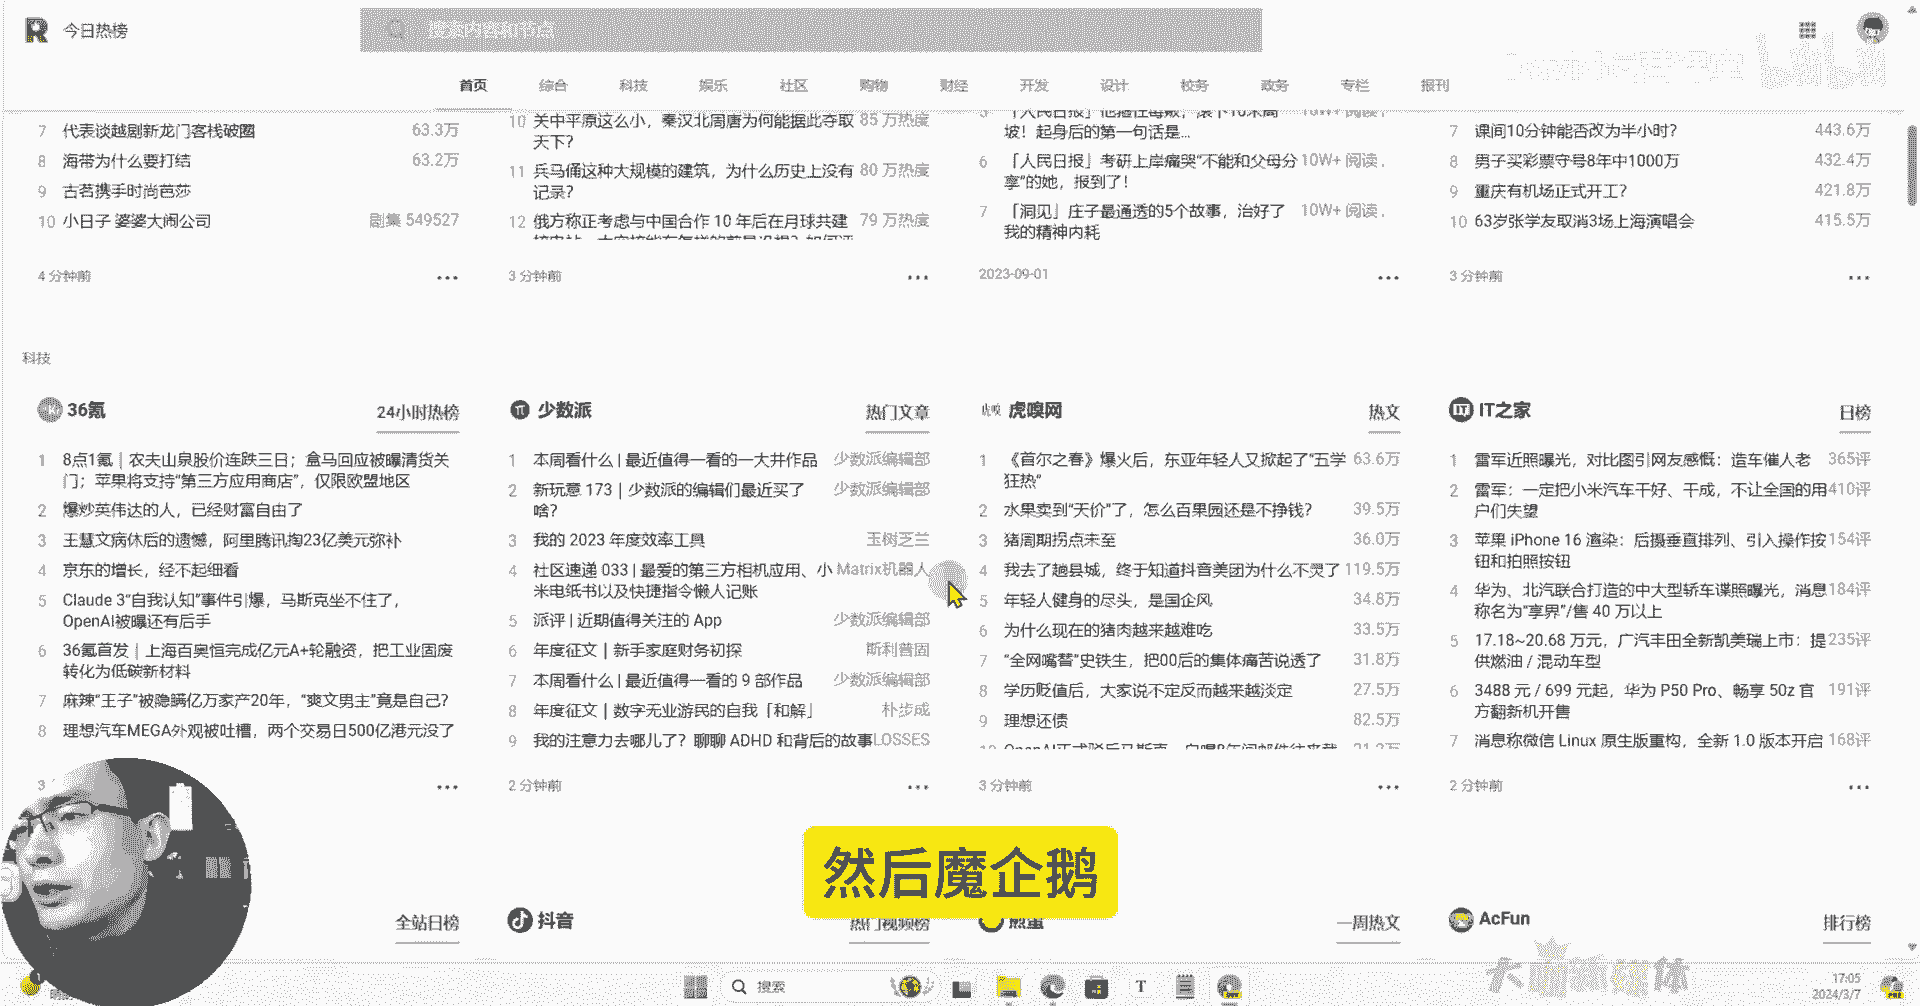 今日热榜
搜索内容和节点
首页 综合 科技 娱乐 社区 购物 财经 开发 设计 校务 政务 专栏 报刊
7 代表谈越剧新龙门客栈破圈 63.3万
8 海带为什么要打结 63.2万
9 古茗携手时尚芭莎
10 小日子 婆婆大闹公司 剧集 549527
4 分钟前
10 关中平原这么小，秦汉北周唐为何能据此夺取 85 万热度
天下？
11 兵马俑这种大规模的建筑，为什么历史上没有 80 万热度
记录？
12 俄方称正考虑与中国合作 10 年后在月球共建 79 万热度
3 分钟前
坡！起身后的第一句话是...
6 「人民日报」考研上岸痛哭“不能和父母分 10W+ 阅读 .
享”的她，报到了！
7 「洞见」庄子最通透的5个故事，治好了 10W+ 阅读 .
我的精神内耗
2023-09-01
7 课间10分钟能否改为半小时？ 443.6万
8 男子买彩票守号8年中1000万 432.4万
9 重庆有机场正式开工？ 421.8万
10 63岁张学友取消3场上海演唱会 415.5万
3 分钟前
科技
36氪 24小时热榜
1 8点1氪｜农夫山泉股价连跌三日；盒马回应被曝清货关
门；苹果将支持“第三方应用商店”，仅限欧盟地区
2 爆炒英伟达的人，已经财富自由了
3 王慧文病休后的遗憾，阿里腾讯掏23亿美元弥补
4 京东的增长，经不起细看
5 Claude 3“自我认知”事件引爆，马斯克坐不住了，
OpenAI被曝还有后手
6 36氪首发｜上海百奥恒完成亿元A+轮融资，把工业固废
转化为低碳新材料
7 麻辣“王子”被隐瞒亿万家产20年，“爽文男主”竟是自己？
8 理想汽车MEGA外观被吐槽，两个交易日500亿港元没了
3
少数派 热门文章
1 本周看什么 | 最近值得一看的一大井作品 少数派编辑部
2 新玩意 173｜少数派的编辑们最近买了 少数派编辑部
啥？
3 我的 2023 年度效率工具 玉树芝兰
4 社区速递 033 | 最爱的第三方相机应用、小 Matrix机器人
米电纸书以及快捷指令懒人记账
5 派评 | 近期值得关注的 App 少数派编辑部
6 年度征文｜新手家庭财务初探 斯利普固
7 本周看什么 | 最近值得一看的 9 部作品 少数派编辑部
8 年度征文｜数字无业游民的自我「和解」 朴步成
9 我的注意力去哪儿了？聊聊 ADHD 和背后的故事 LOSSES
2 分钟前
虎嗅 虎嗅网 热文
1 《首尔之春》爆火后，东亚年轻人又掀起了“五学 63.6万
狂热”
2 水果卖到“天价”了，怎么百果园还是不挣钱？ 39.5万
3 猪周期拐点未至 36.0万
4 我去了趟县城，终于知道抖音美团为什么不灵了 119.5万
5 年轻人健身的尽头，是国企风 34.8万
6 为什么现在的猪肉越来越难吃 33.5万
7 “全网嘴替”史铁生，把00后的集体痛苦说透了 31.8万
8 学历贬值后，大家说不定反而越来越淡定 27.5万
9 理想还债 82.5万
3 分钟前
IT IT之家 日榜
1 雷军近照曝光，对比图引网友感慨：造车催人老 365评
2 雷军：一定把小米汽车干好、干成，不让全国的用 410评
户们失望
3 苹果 iPhone 16 渲染：后摄垂直排列、引入操作按 154评
钮和拍照按钮
4 华为、北汽联合打造的中大型轿车谍照曝光，消息 184评
称名为“享界”/售 40 万以上
5 17.18~20.68 万元，广汽丰田全新凯美瑞上市：提 235评
供燃油 / 混动车型
6 3488 元 / 699 元起，华为 P50 Pro、畅享 50z 官 191评
方翻新机开售
7 消息称微信 Linux 原生版重构，全新 1.0 版本开启 168评
2 分钟前
然后魔企鹅
全站日榜
抖音 热门视频榜
煎蛋 一周热文
AcFun 排行榜
搜索
17:05
2024/3/7